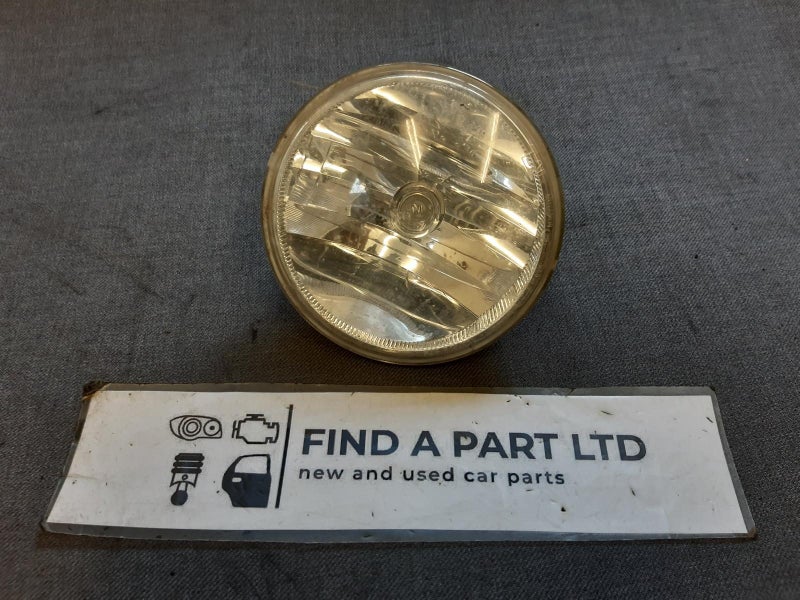 FIND A PART LTD
new and used car parts